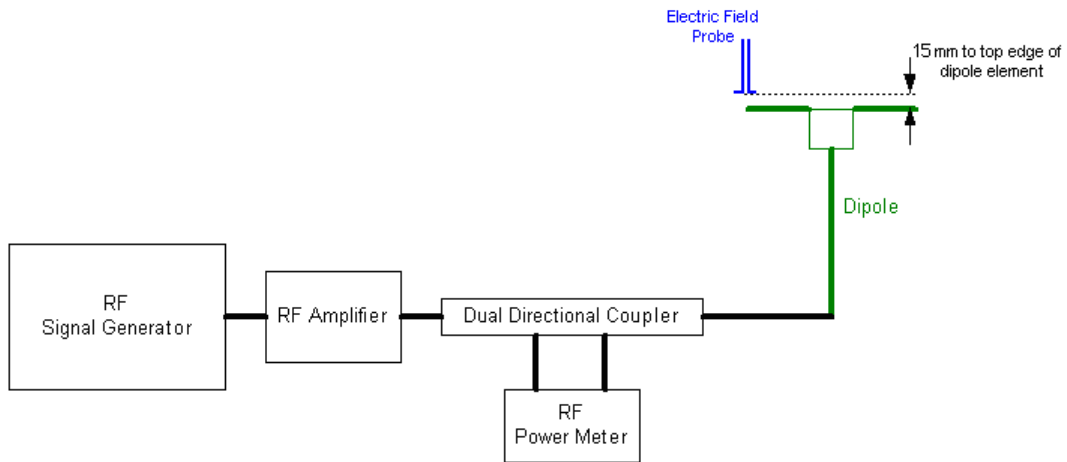 Electric Field
Probe
15 mm to top edge of
dipole element
Dipole
RF
Signal Generator
RF Amplifier
Dual Directional Coupler
RF
Power Meter